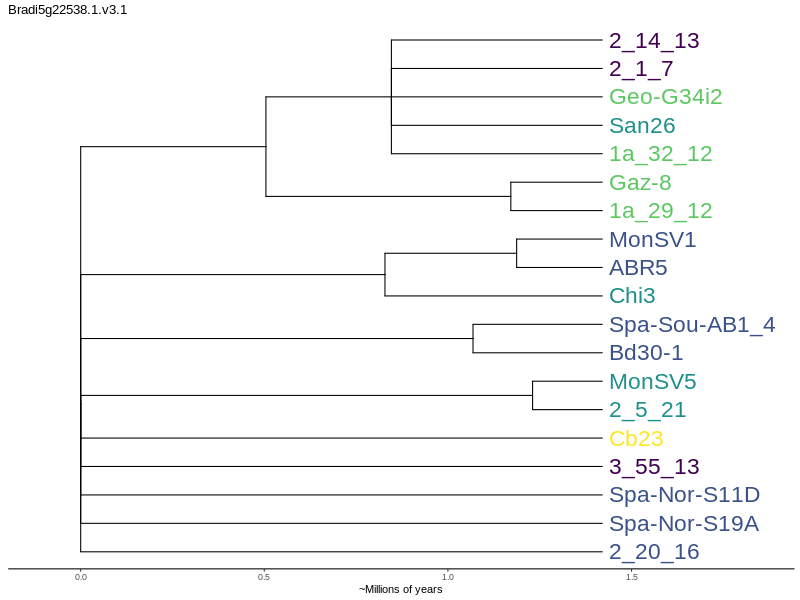 Bradi5g22538.1.v3.1
2_14_13
2_1_7
Geo-G34i2
San26
1a_32_12
Gaz-8
1a_29_12
MonSV1
ABR5
Chi3
Spa-Sou-AB1_4
Bd30-1
MonSV5
2_5_21
Cb23
3_55_13
Spa-Nor-S11D
Spa-Nor-S19A
2_20_16
0.0 0.5 1.0 1.5
~Millions of years